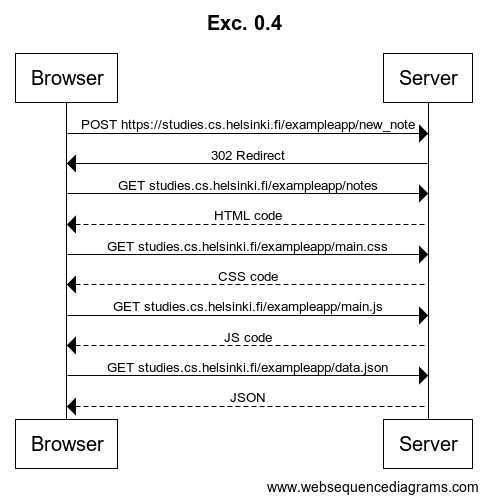 Exc. 0.4
Browser
Server
POST https://studies.cs.helsinki.fi/exampleapp/new_note
302 Redirect
GET studies.cs.helsinki.fi/exampleapp/notes
HTML code
GET studies.cs.helsinki.fi/exampleapp/main.css
CSS code
GET studies.cs.helsinki.fi/exampleapp/main.js
JS code
GET studies.cs.helsinki.fi/exampleapp/data.json
JSON
Browser
Server
www.websequencediagrams.com